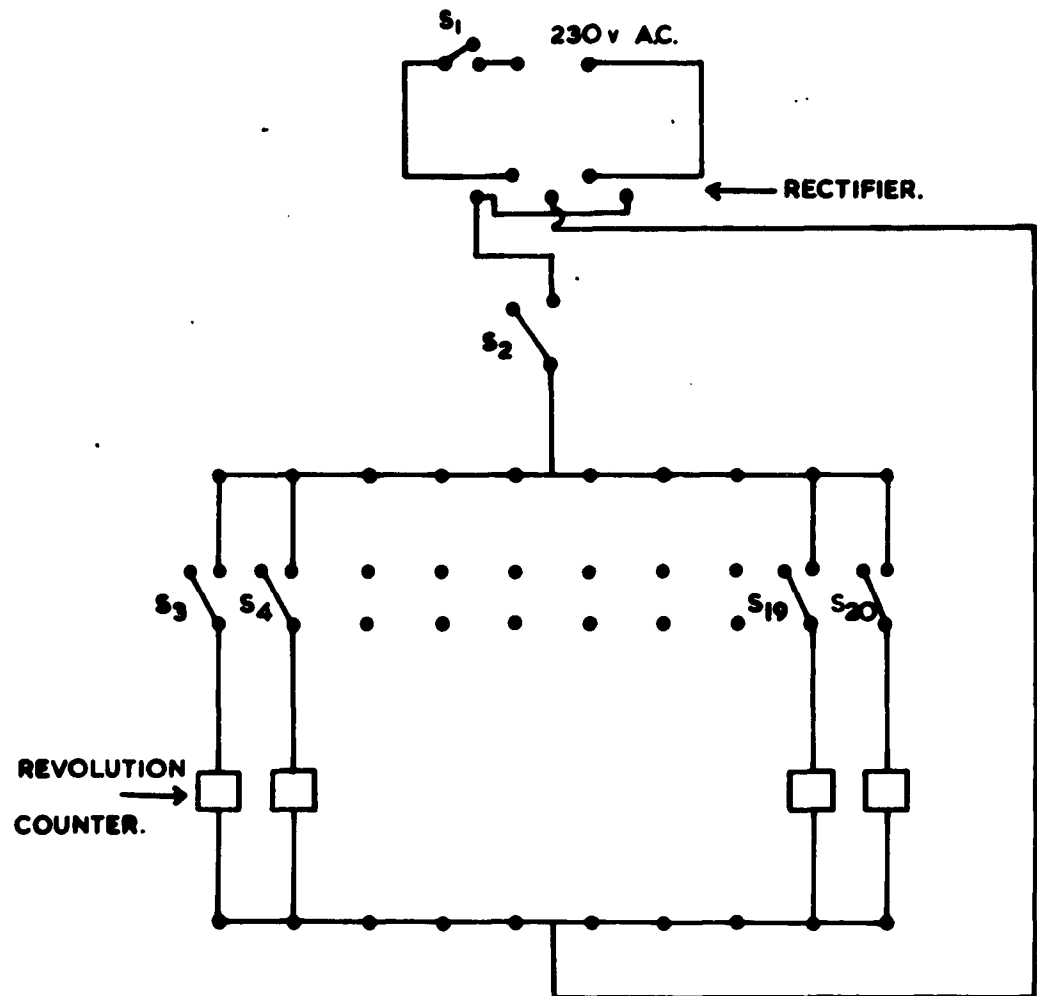 S1
230 v A.C.
RECTIFIER.
S2
S3
S4
S19
S20
REVOLUTION
COUNTER.